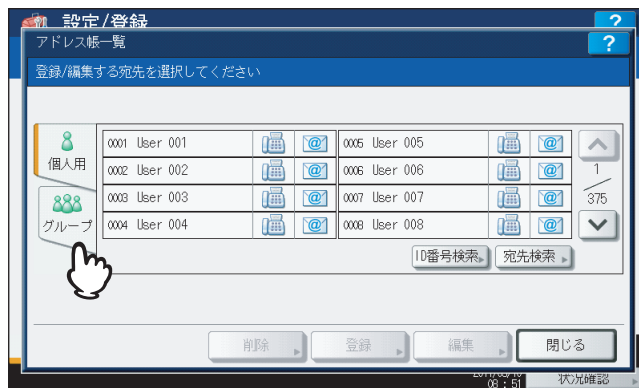 設定/登録
?
アドレス帳一覧
?
登録/編集する宛先を選択してください
個人用
グループ
0001 User 001
0005 User 005
0002 User 002
0006 User 006
0003 User 003
0007 User 007
0004 User 004
0008 User 008
1
375
ID番号検索
宛先検索
削除
登録
編集
閉じる
08:51
状況確認